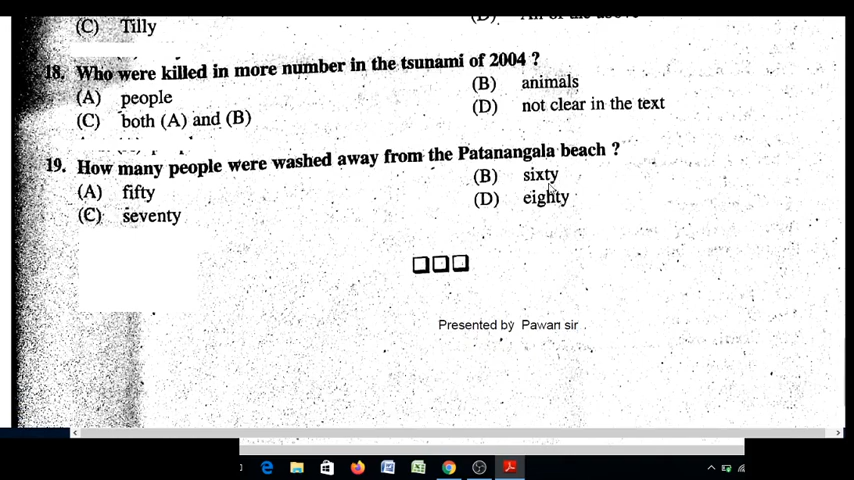 (C) Tilly
18. Who were killed in more number in the tsunami of 2004 ?
(A) people
(B) animals
(C) both (A) and (B)
(D) not clear in the text
19. How many people were washed away from the Patanangala beach ?
(A) fifty
(B) sixty
(C) seventy
(D) eighty
Presented by Pawan sir